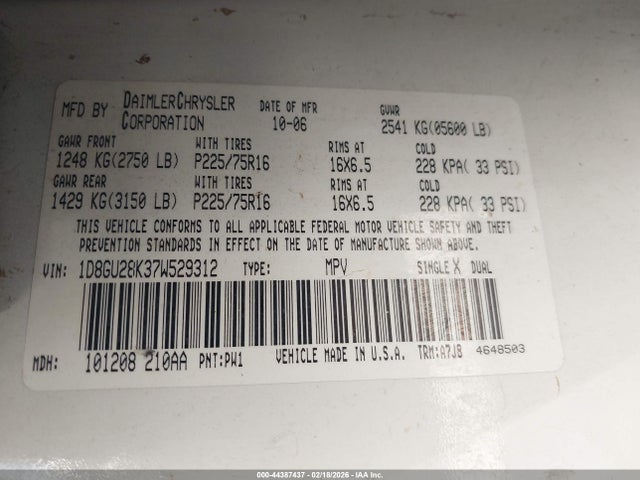 MFD BY DAIMLERCHRYSLER CORPORATION DATE OF MFR 10-06 GVWR 2541 KG(05600 LB)
GAWR FRONT WITH TIRES RIMS AT COLD
1248 KG(2750 LB) P225/75R16 16X6.5 228 KPA( 33 PSI)
GAWR REAR WITH TIRES RIMS AT COLD
1429 KG(3150 LB) P225/75R16 16X6.5 228 KPA( 33 PSI)
THIS VEHICLE CONFORMS TO ALL APPLICABLE FEDERAL MOTOR VEHICLE SAFETY AND THEFT
PREVENTION STANDARDS IN EFFECT ON THE DATE OF MANUFACTURE SHOWN ABOVE.
VIN: 1D8GU28K37W529312 TYPE: MPV SINGLE X DUAL
MDH: 101208 210AA PNT:PW1 VEHICLE MADE IN U.S.A. TRM:A7J8 4648503
000-44387437 - 02/18/2026 - IAA Inc.